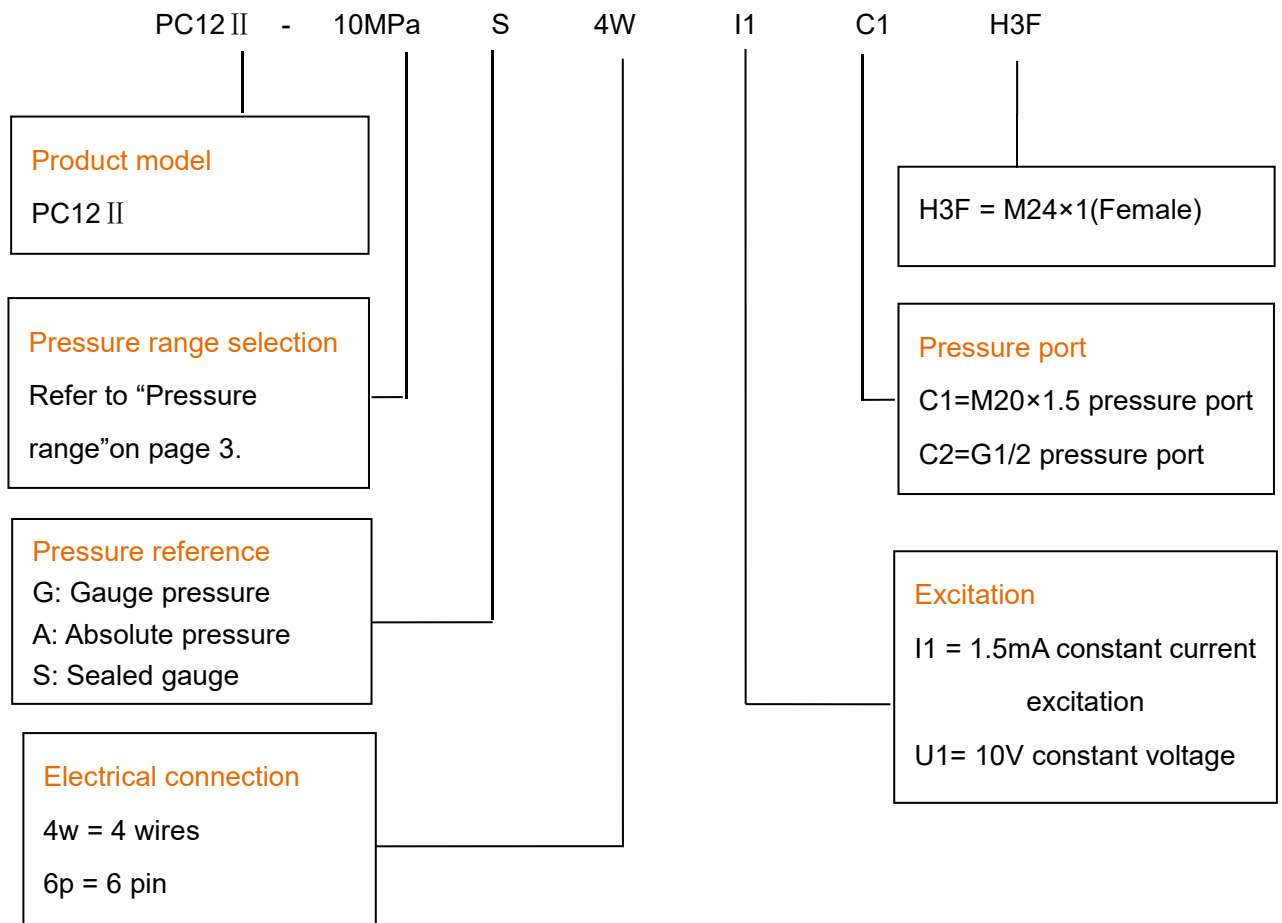 PC12Ⅱ - 10MPa S 4W I1 C1 H3F
Product model
PC12Ⅱ
Pressure range selection
Refer to “Pressure
range”on page 3.
Pressure reference
G: Gauge pressure
A: Absolute pressure
S: Sealed gauge
Electrical connection
4w = 4 wires
6p = 6 pin
H3F = M24×1(Female)
Pressure port
C1=M20×1.5 pressure port
C2=G1/2 pressure port
Excitation
I1 = 1.5mA constant current
excitation
U1= 10V constant voltage